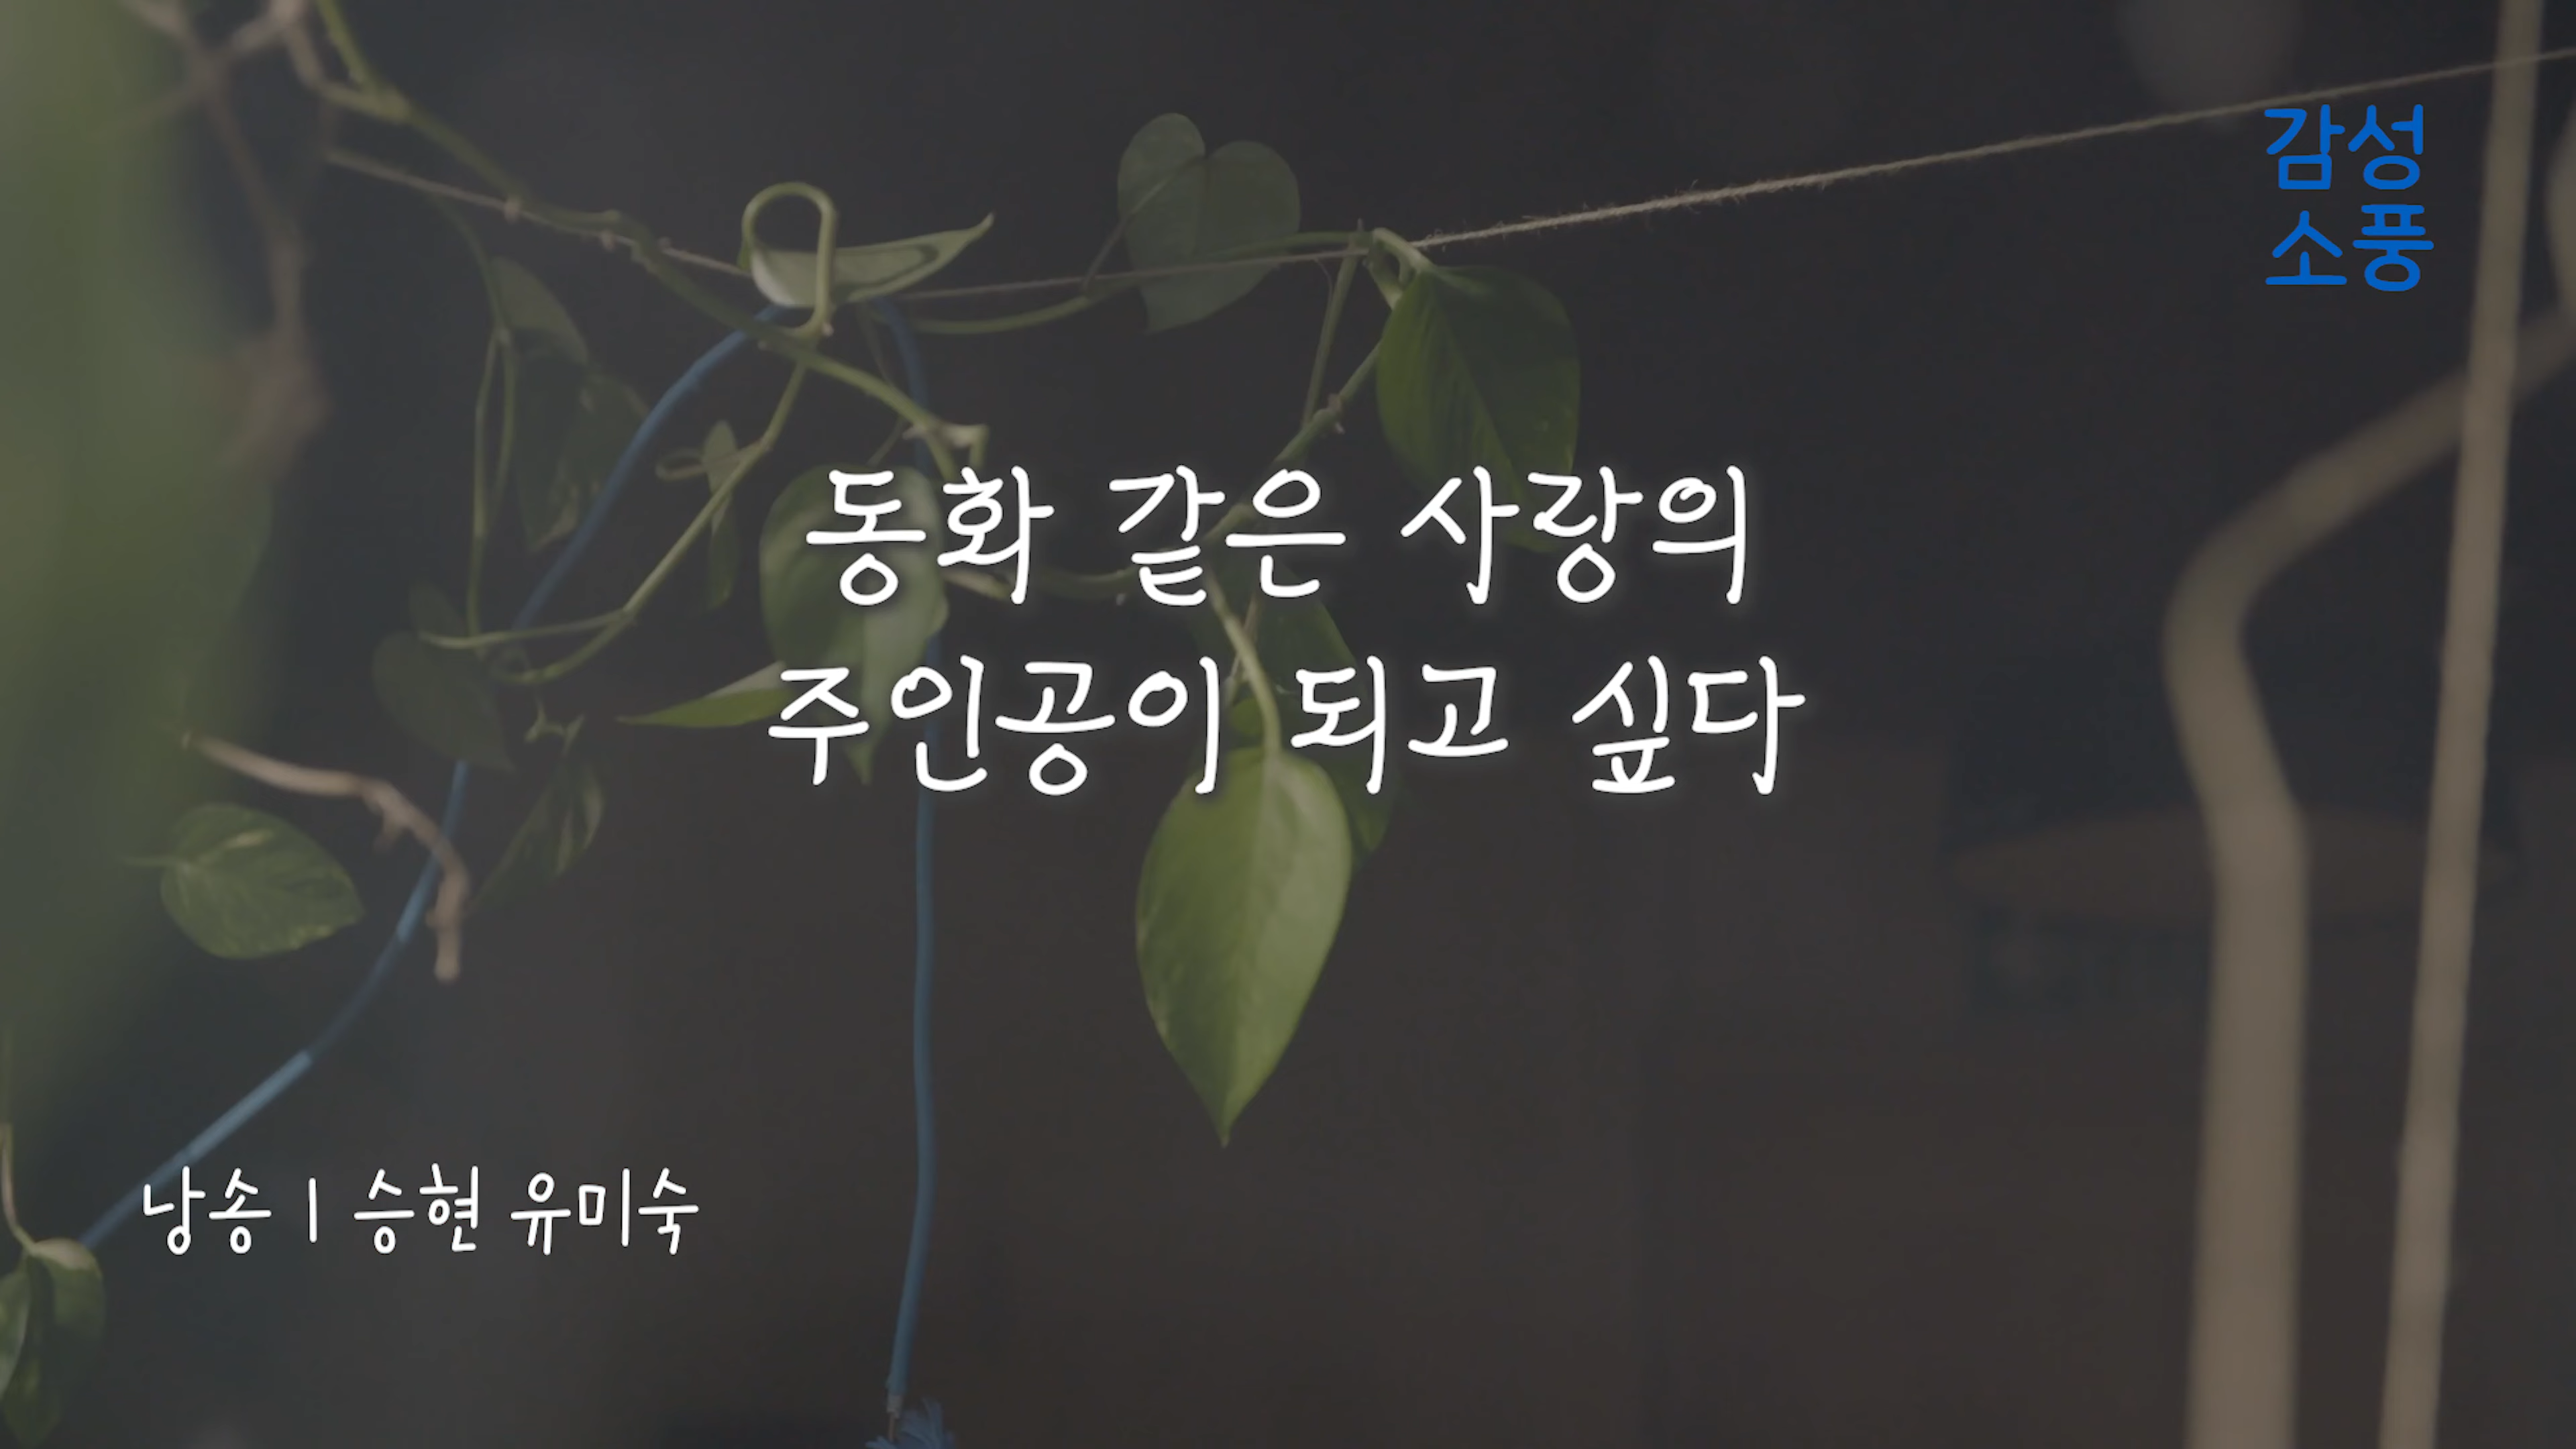 감성
소풍
동화 같은 사랑의
주인공이 되고 싶다
낭송 | 승현 유미숙